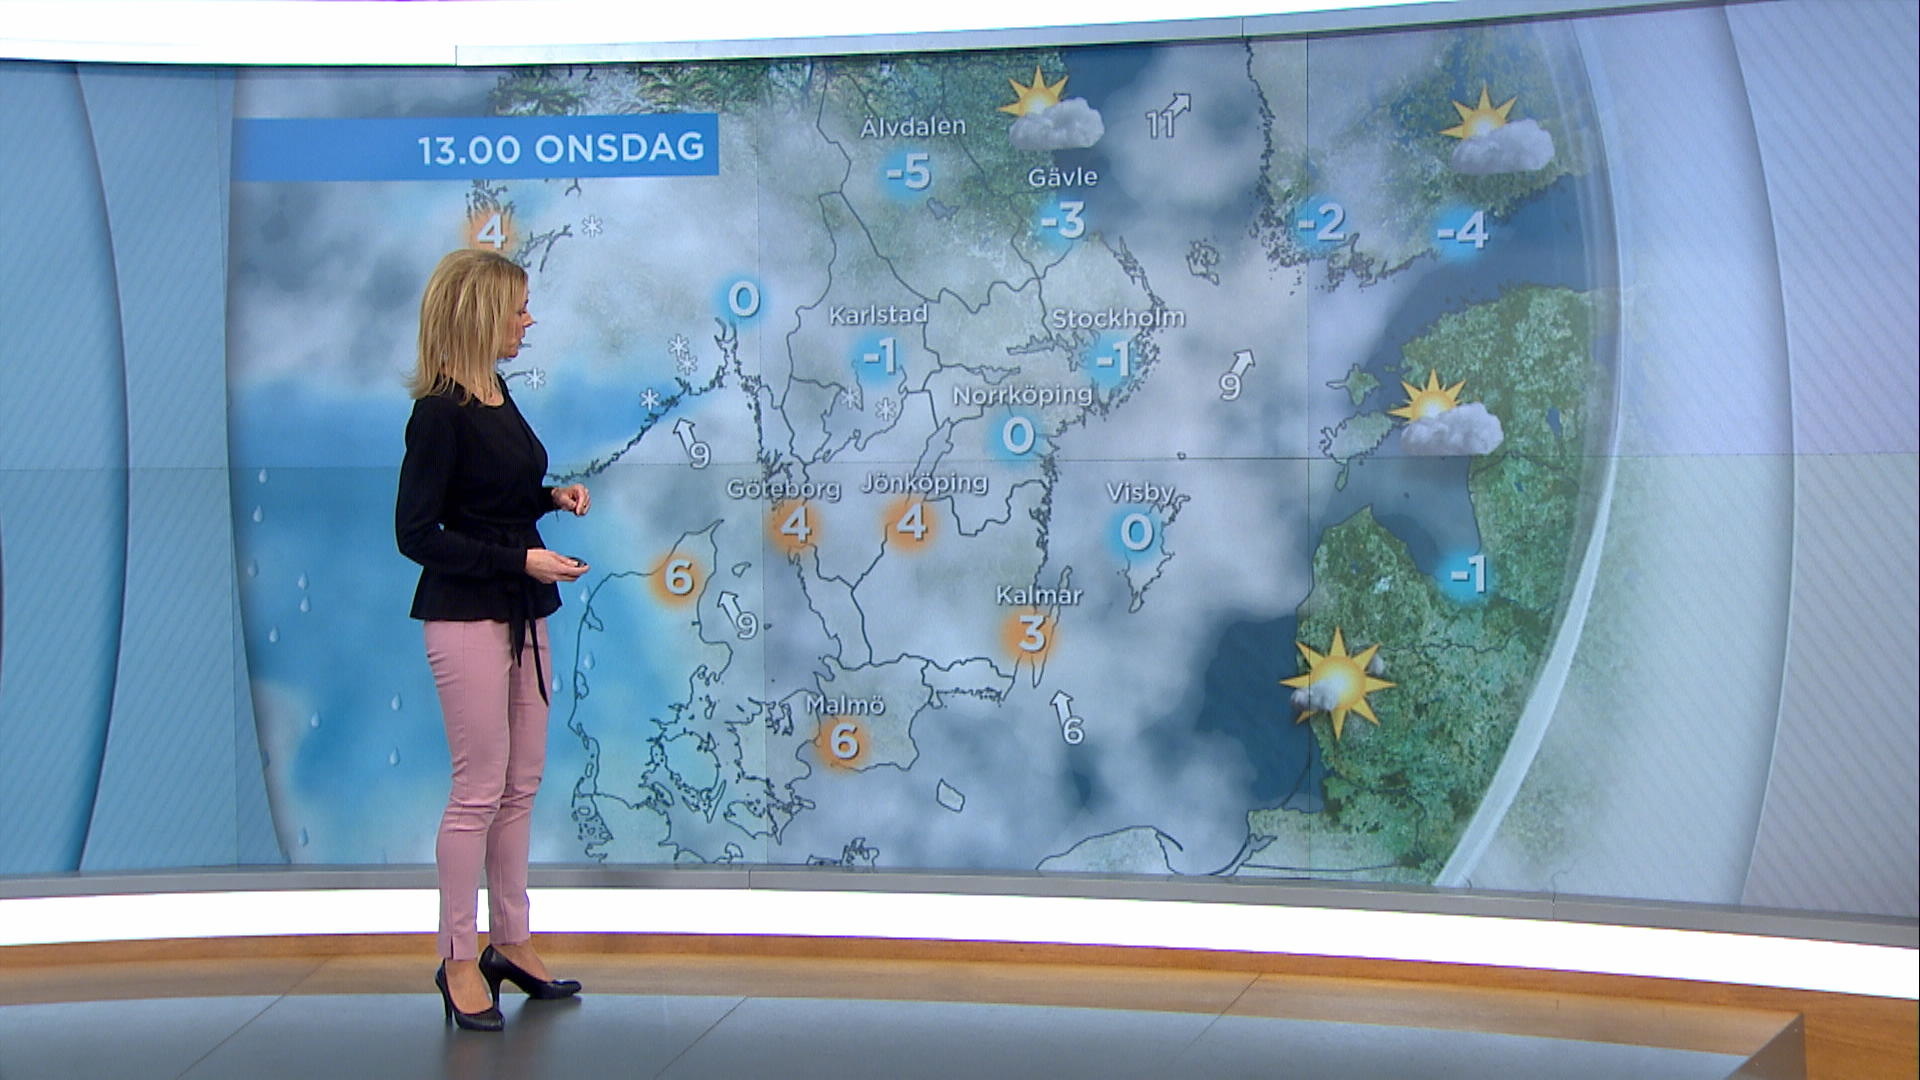 13.00 ONSDAG
Älvdalen
-5
11
Gävle
-3
-2
-4
4
0
Karlstad
-1
Stockholm
-1
9
Norrköping
0
9
Göteborg
4
Jönköping
4
Visby
0
6
-1
9
Kalmar
3
Malmö
6
6